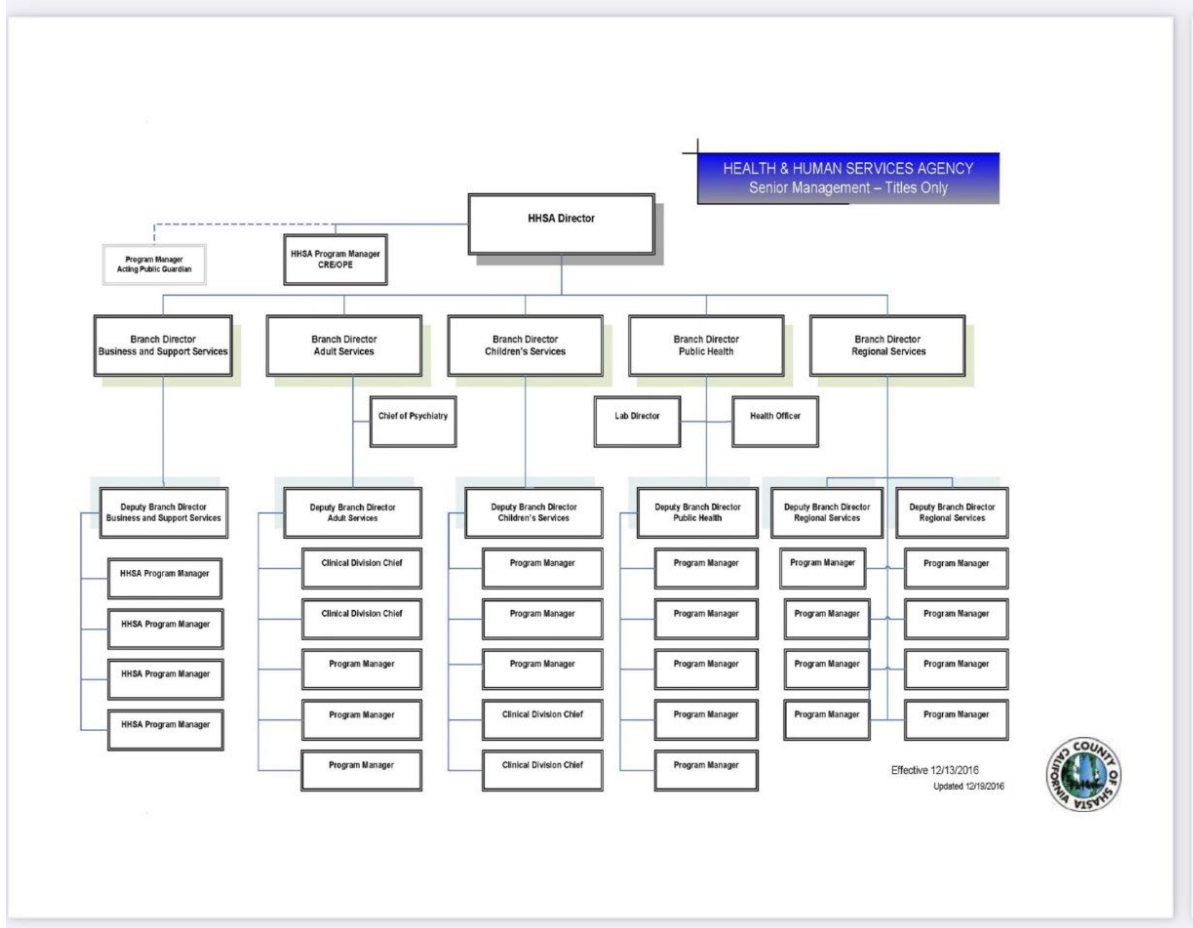 HEALTH & HUMAN SERVICES AGENCY
Senior Management – Titles Only
HHSA Director
Program Manager
Acting Public Guardian
HHSA Program Manager
CRE/OPE
Branch Director
Business and Support Services
Branch Director
Adult Services
Branch Director
Children's Services
Branch Director
Public Health
Branch Director
Regional Services
Chief of Psychiatry
Lab Director
Health Officer
Deputy Branch Director
Business and Support Services
Deputy Branch Director
Adult Services
Deputy Branch Director
Children's Services
Deputy Branch Director
Public Health
Deputy Branch Director
Regional Services
Deputy Branch Director
Regional Services
HHSA Program Manager
HHSA Program Manager
HHSA Program Manager
HHSA Program Manager
Clinical Division Chief
Clinical Division Chief
Program Manager
Program Manager
Program Manager
Program Manager
Program Manager
Program Manager
Clinical Division Chief
Clinical Division Chief
Program Manager
Program Manager
Program Manager
Program Manager
Program Manager
Program Manager
Program Manager
Program Manager
Program Manager
Program Manager
Program Manager
Program Manager
Program Manager
Effective 12/13/2016
Updated 12/19/2016
COUNTY OF SHASTA
CALIFORNIA